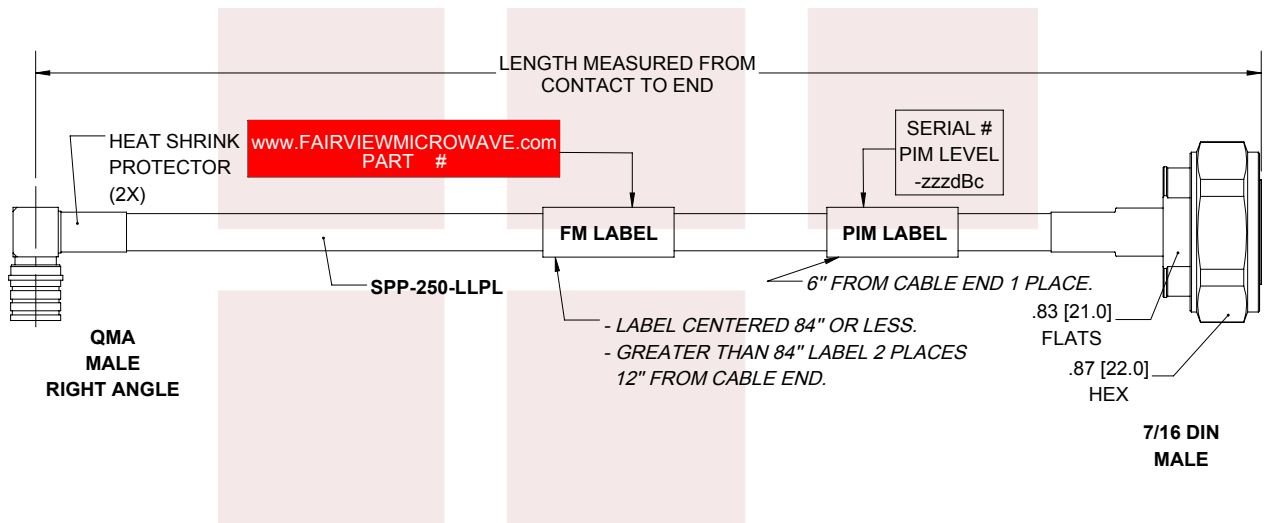 LENGTH MEASURED FROM
CONTACT TO END
HEAT SHRINK
PROTECTOR
(2X)
www.FAIRVIEWMICROWAVE.com
PART #
SERIAL #
PIM LEVEL
-zzzdBc
FM LABEL
PIM LABEL
SPP-250-LLPL
6" FROM CABLE END 1 PLACE.
- LABEL CENTERED 84" OR LESS.
- GREATER THAN 84" LABEL 2 PLACES
12" FROM CABLE END.
.83 [21.0]
FLATS
.87 [22.0]
HEX
QMA
MALE
RIGHT ANGLE
7/16 DIN
MALE